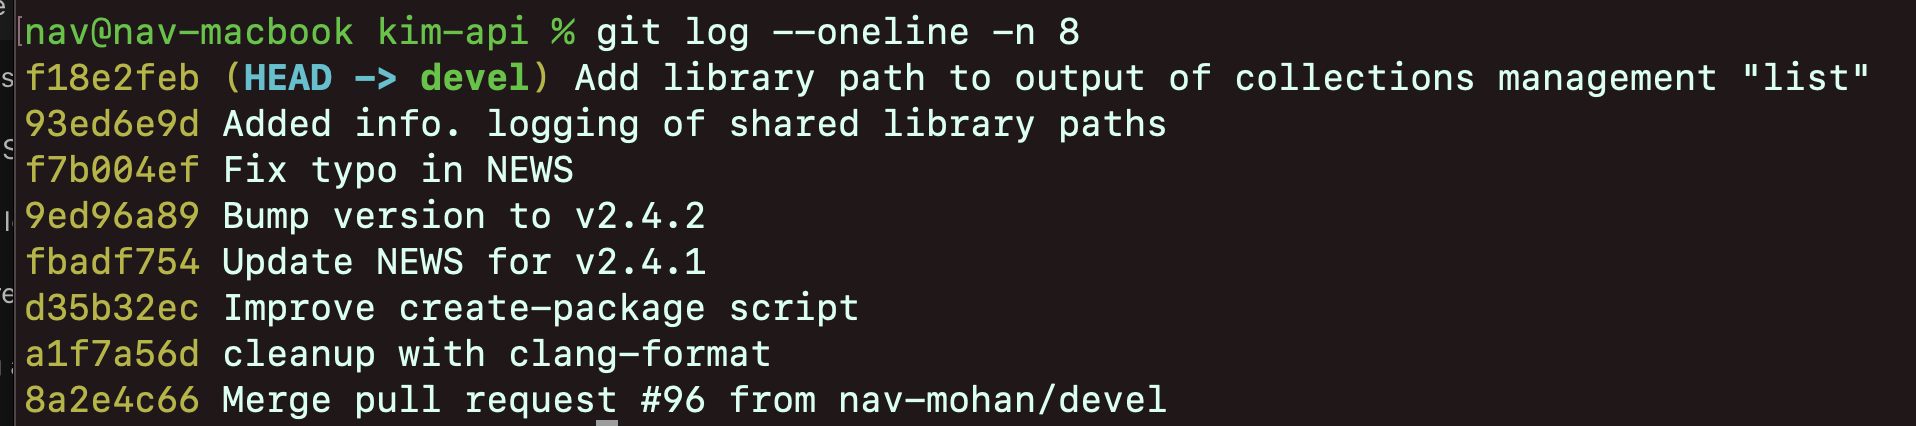 nav@nav-macbook kim-api % git log --oneline -n 8
f18e2feb (HEAD -> devel) Add library path to output of collections management "list"
93ed6e9d Added info. logging of shared library paths
f7b004ef Fix typo in NEWS
9ed96a89 Bump version to v2.4.2
fbadf754 Update NEWS for v2.4.1
d35b32ec Improve create-package script
a1f7a56d cleanup with clang-format
8a2e4c66 Merge pull request #96 from nav-mohan/devel